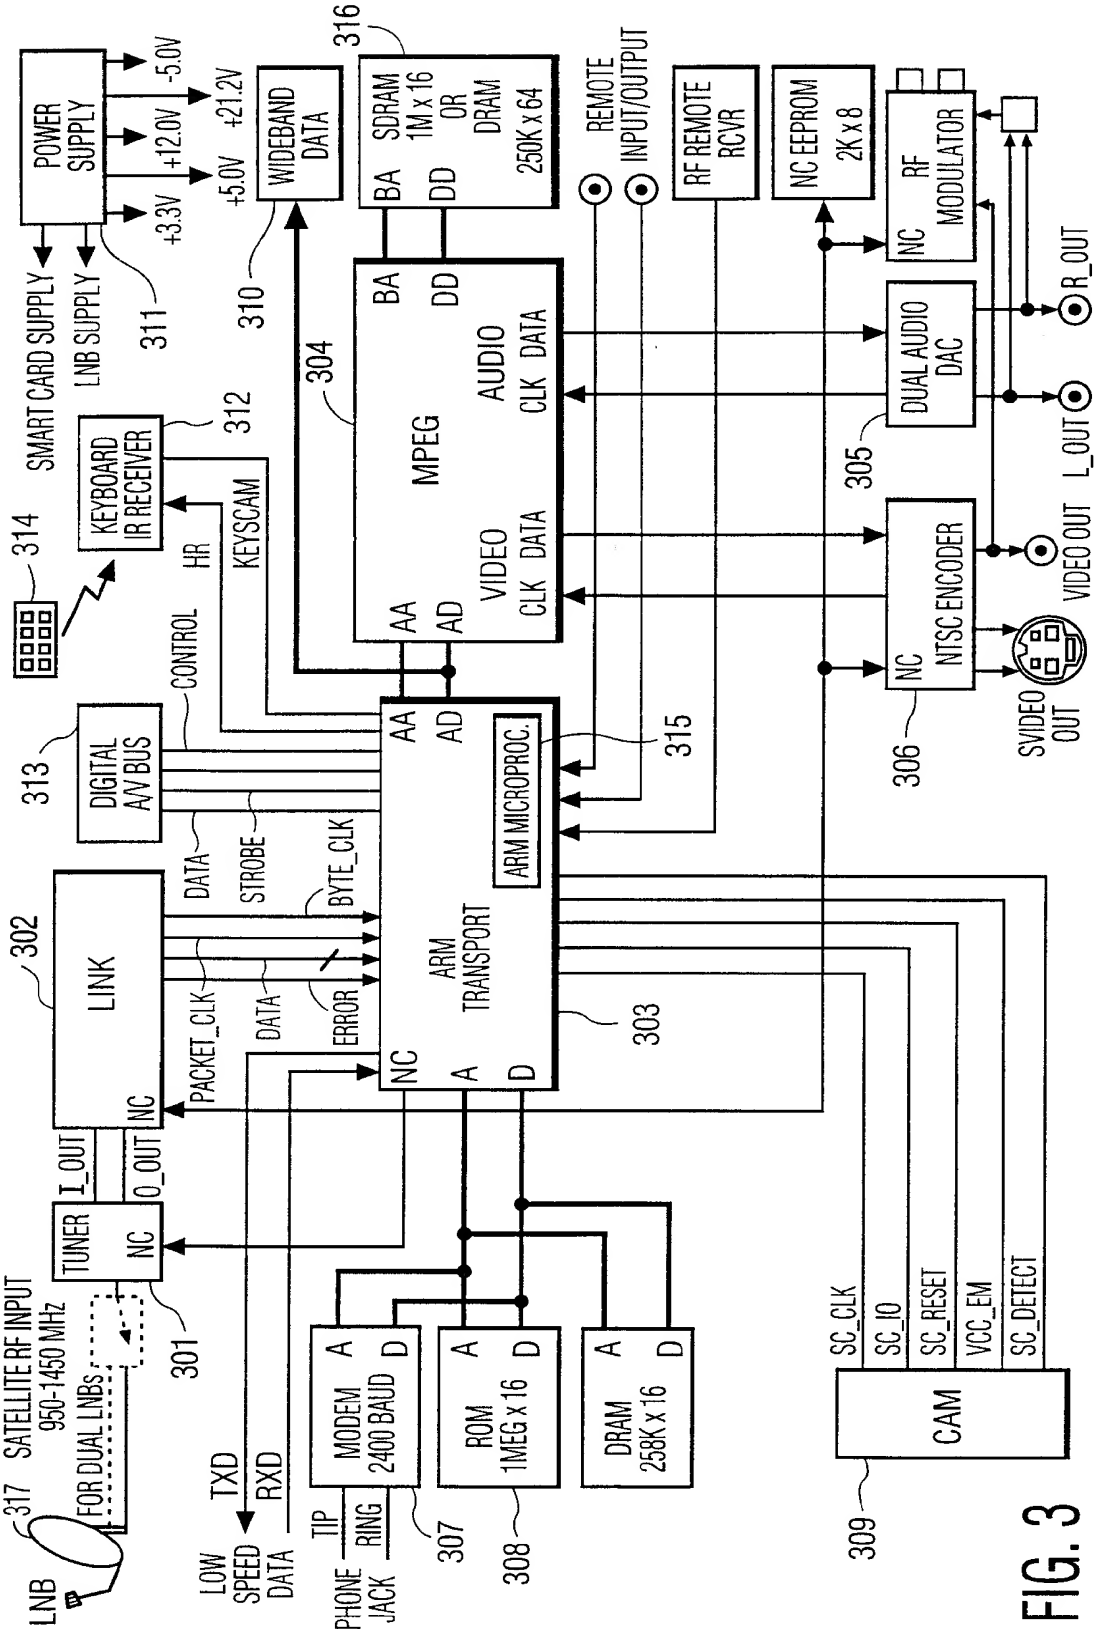 LNB
317
SATELLITE RF INPUT
950-1450 MHz
FOR DUAL LNBs
301
TUNER
NC
I_OUT
O_OUT
302
LINK
NC
PACKET_CLK
DATA
ERROR
BYTE_CLK
313
DIGITAL
A/V BUS
DATA
STROBE
CONTROL
314
KEYBOARD
IR RECEIVER
312
HR
KEYSCAM
SMART CARD SUPPLY
LNB SUPPLY
311
POWER
SUPPLY
+3.3V
+5.0V
+12.0V
+21.2V
-5.0V
310
WIDEBAND
DATA
LOW
SPEED
DATA
TXD
RXD
PHONE
JACK
TIP
RING
MODEM
2400 BAUD
A
D
307
ROM
1MEG x 16
A
D
308
DRAM
258K x 16
A
D
NC
A
D
ARM
TRANSPORT
303
AA
AD
ARM MICROPROC.
315
AA
AD
304
MPEG
VIDEO
CLK DATA
AUDIO
CLK DATA
BA
DD
BA
DD
SDRAM
1M x 16
OR
DRAM
250K x 64
316
REMOTE
INPUT/OUTPUT
RF REMOTE
RCVR
NC EEPROM
2K x 8
NC
RF
MODULATOR
DUAL AUDIO
DAC
305
L_OUT
R_OUT
NC
NTSC ENCODER
306
SVIDEO
OUT
VIDEO OUT
SC_CLK
SC_IO
SC_RESET
VCC_EM
SC_DETECT
CAM
309
FIG. 3